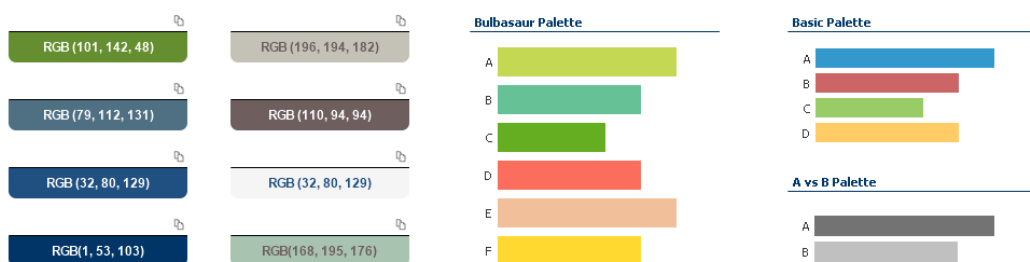 RGB (101, 142, 48)
RGB (196, 194, 182)
RGB (79, 112, 131)
RGB (110, 94, 94)
RGB (32, 80, 129)
RGB (32, 80, 129)
RGB(1, 53, 103)
RGB(168, 195, 176)
Bulbasaur Palette
A
B
C
D
E
F
Basic Palette
A
B
C
D
A vs B Palette
A
B